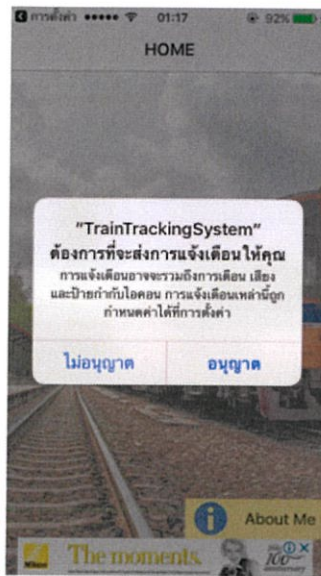 การตั้งค่า 01:17 92%
HOME
"TrainTrackingSystem"
ต้องการที่จะส่งการแจ้งเตือนให้คุณ
การแจ้งเตือนอาจจะรวมถึงการเตือน เสียง
และป้ายกำกับไอคอน การแจ้งเตือนเหล่านี้ถูก
กำหนดค่าได้ที่การตั้งค่า
ไม่อนุญาต อนุญาต
About Me
Nikon The moments. 100 anniversary